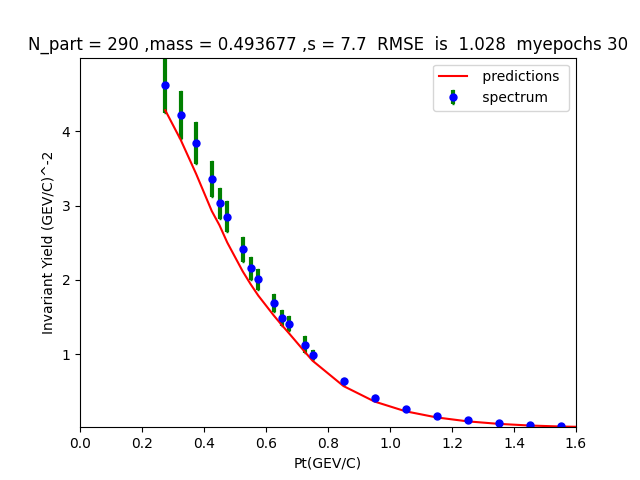 N_part = 290 ,mass = 0.493677 ,s = 7.7  RMSE  is  1.028  myepochs 30
predictions
spectrum
Invariant Yield (GEV/C)^-2
4
3
2
1
0.0 0.2 0.4 0.6 0.8 1.0 1.2 1.4 1.6
Pt(GEV/C)